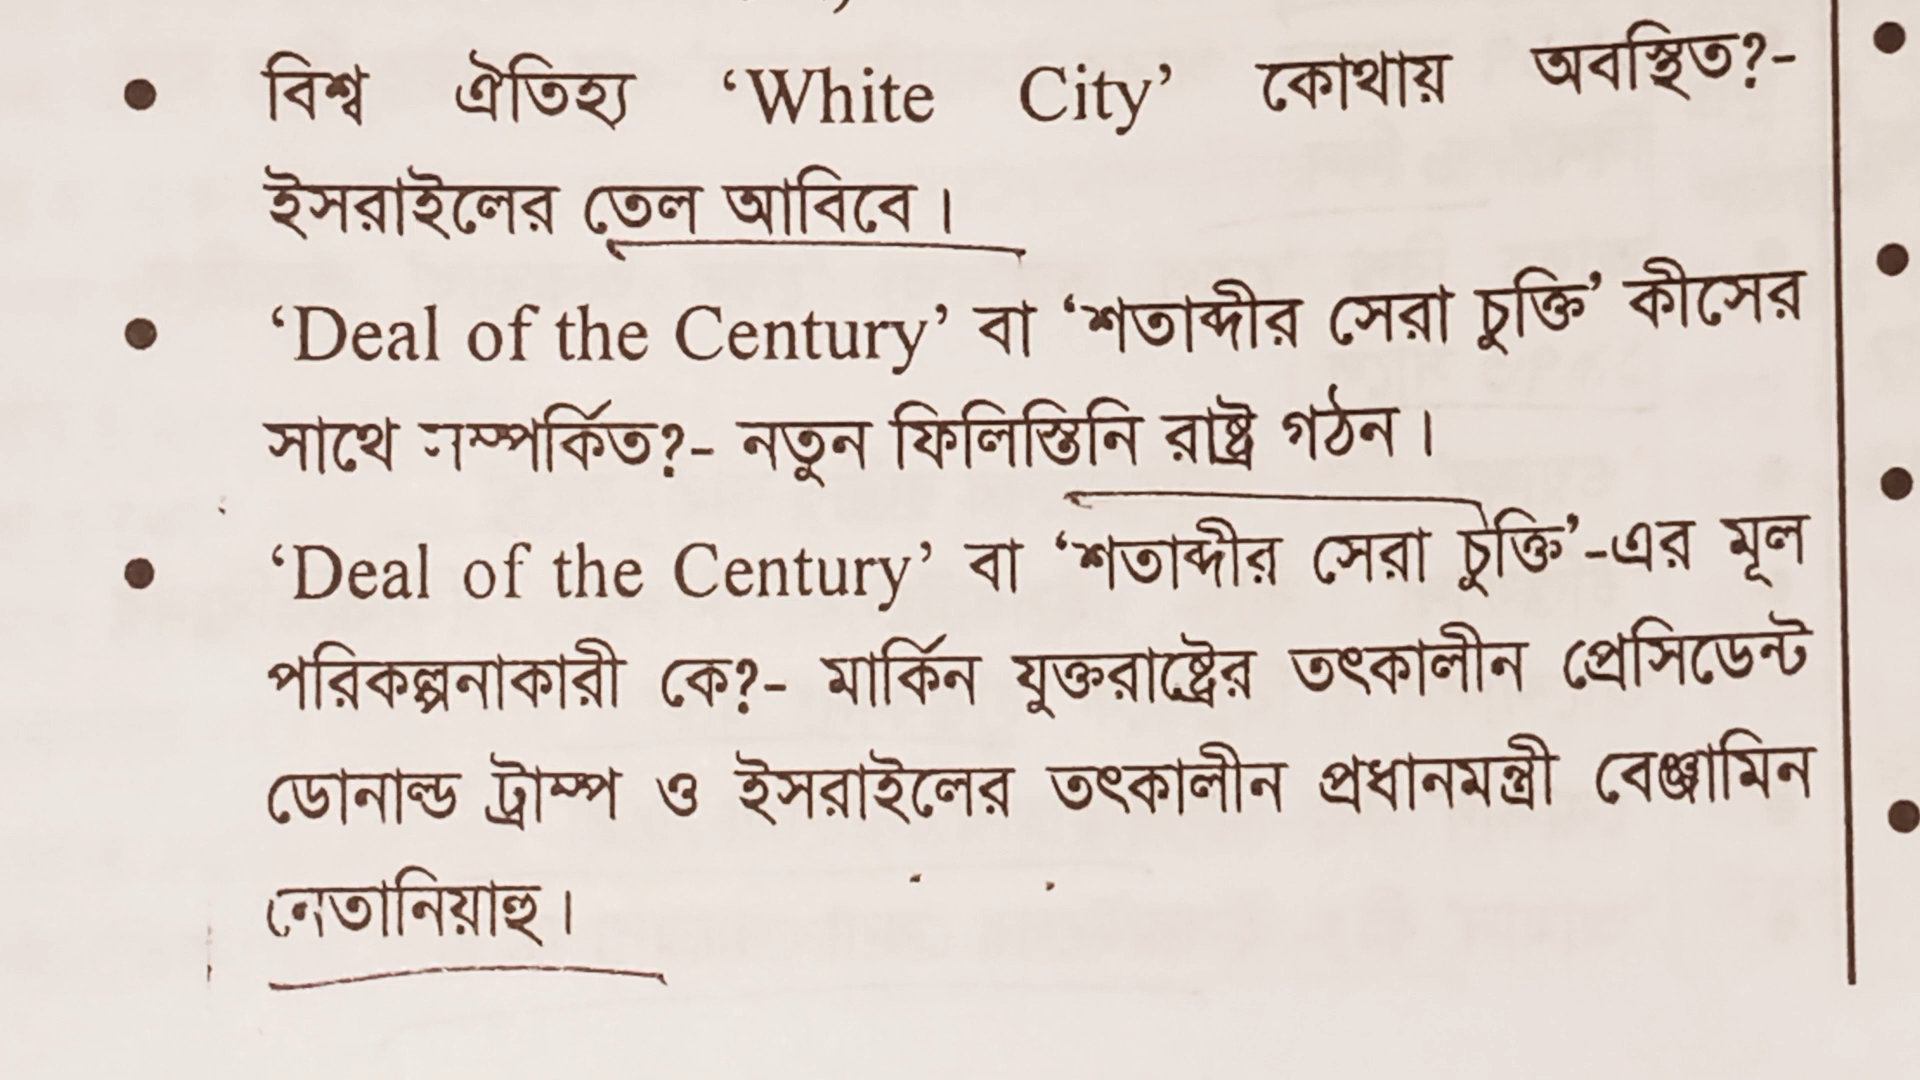 বিশ্ব ঐতিহ্য ‘White City’ কোথায় অবস্থিত?-
ইসরাইলের তেল আবিবে।
‘Deal of the Century’ বা ‘শতাব্দীর সেরা চুক্তি’ কীসের
সাথে সম্পর্কিত?- নতুন ফিলিস্তিনি রাষ্ট্র গঠন।
‘Deal of the Century’ বা ‘শতাব্দীর সেরা চুক্তি’-এর মূল
পরিকল্পনাকারী কে?- মার্কিন যুক্তরাষ্ট্রের তৎকালীন প্রেসিডেন্ট
ডোনাল্ড ট্রাম্প ও ইসরাইলের তৎকালীন প্রধানমন্ত্রী বেঞ্জামিন
নেতানিয়াহু।